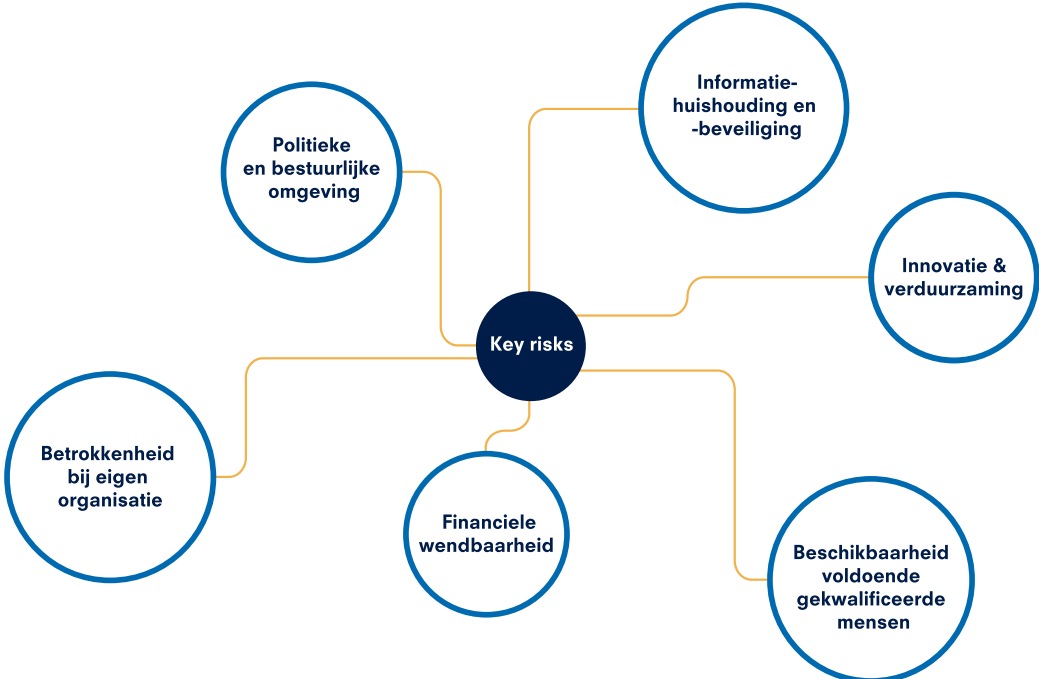 Informatie-
huishouding en
-beveiliging
Politieke
en bestuurlijke
omgeving
Innovatie &
verduurzaming
Key risks
Betrokkenheid
bij eigen
organisatie
Financiele
wendbaarheid
Beschikbaarheid
voldoende
gekwalificeerde
mensen